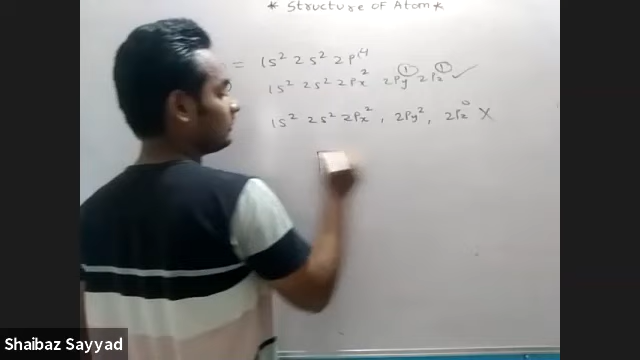 * Structure of Atom *
= 1s² 2s² 2p⁴
1s² 2s² 2Px² 2Py¹ 2Pz¹ ✓
1s² 2s² 2Px² , 2Py² , 2Pz⁰ X
Shaibaz Sayyad